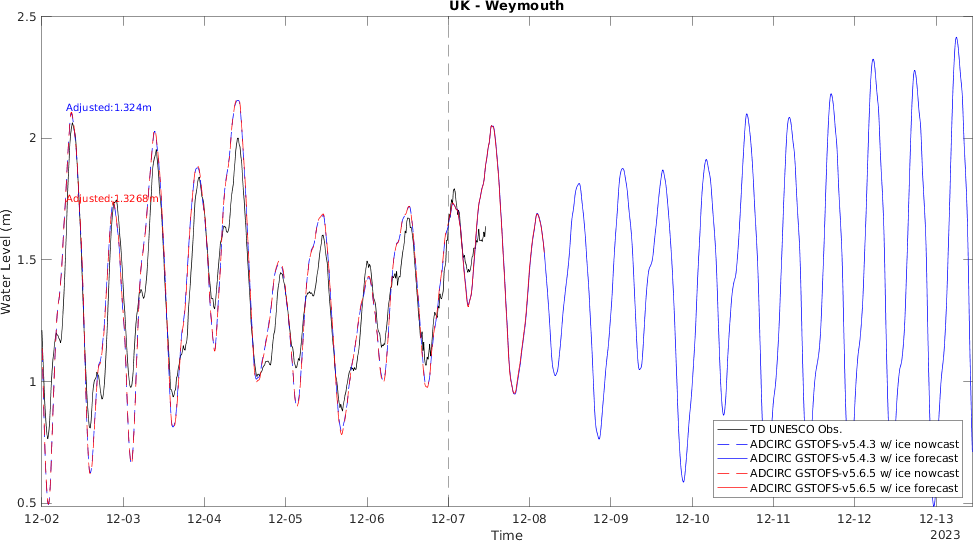 UK - Weymouth
2.5
Adjusted:1.324m
2
Adjusted:1.3268m
Water Level (m)
1.5
1
TD UNESCO Obs.
ADCIRC GSTOFS-v5.4.3 w/ ice nowcast
ADCIRC GSTOFS-v5.4.3 w/ ice forecast
ADCIRC GSTOFS-v5.6.5 w/ ice nowcast
ADCIRC GSTOFS-v5.6.5 w/ ice forecast
0.5
12-02 12-03 12-04 12-05 12-06 12-07 12-08 12-09 12-10 12-11 12-12 12-13
Time
2023